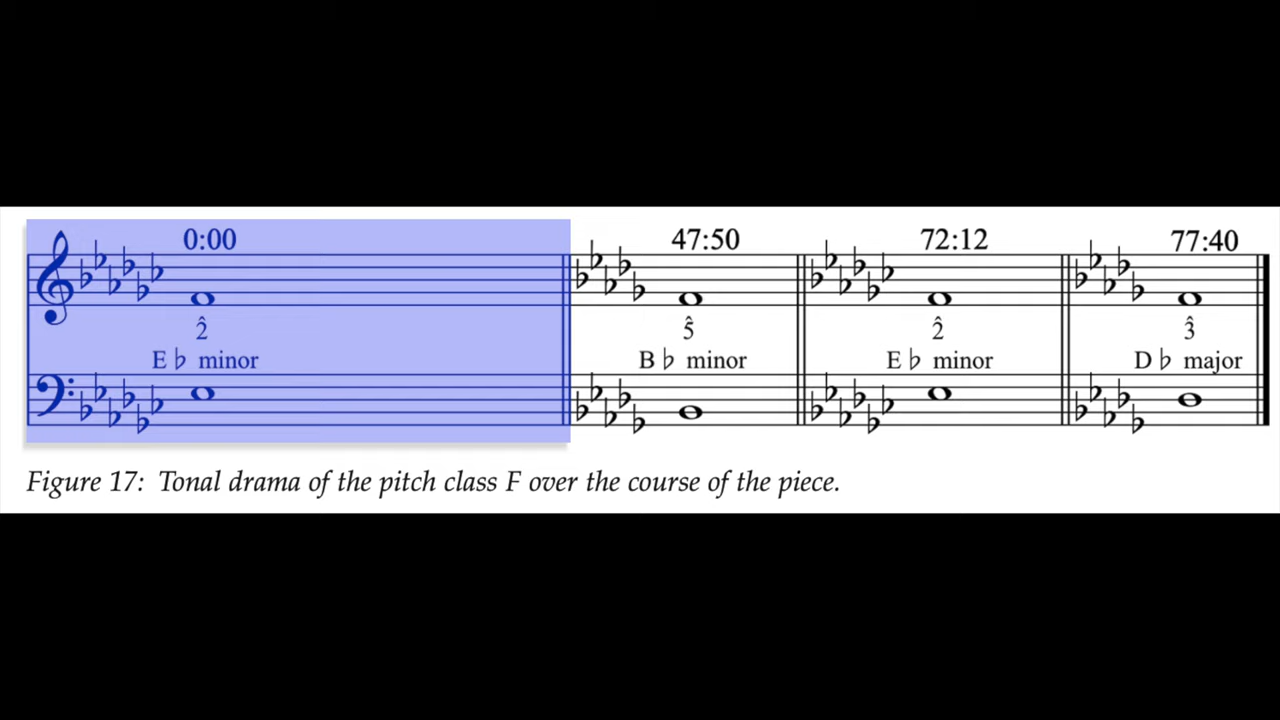 0:00 47:50 72:12 77:40
2̂ 5̂ 2̂ 3̂
E♭ minor B♭ minor E♭ minor D♭ major
Figure 17: Tonal drama of the pitch class F over the course of the piece.